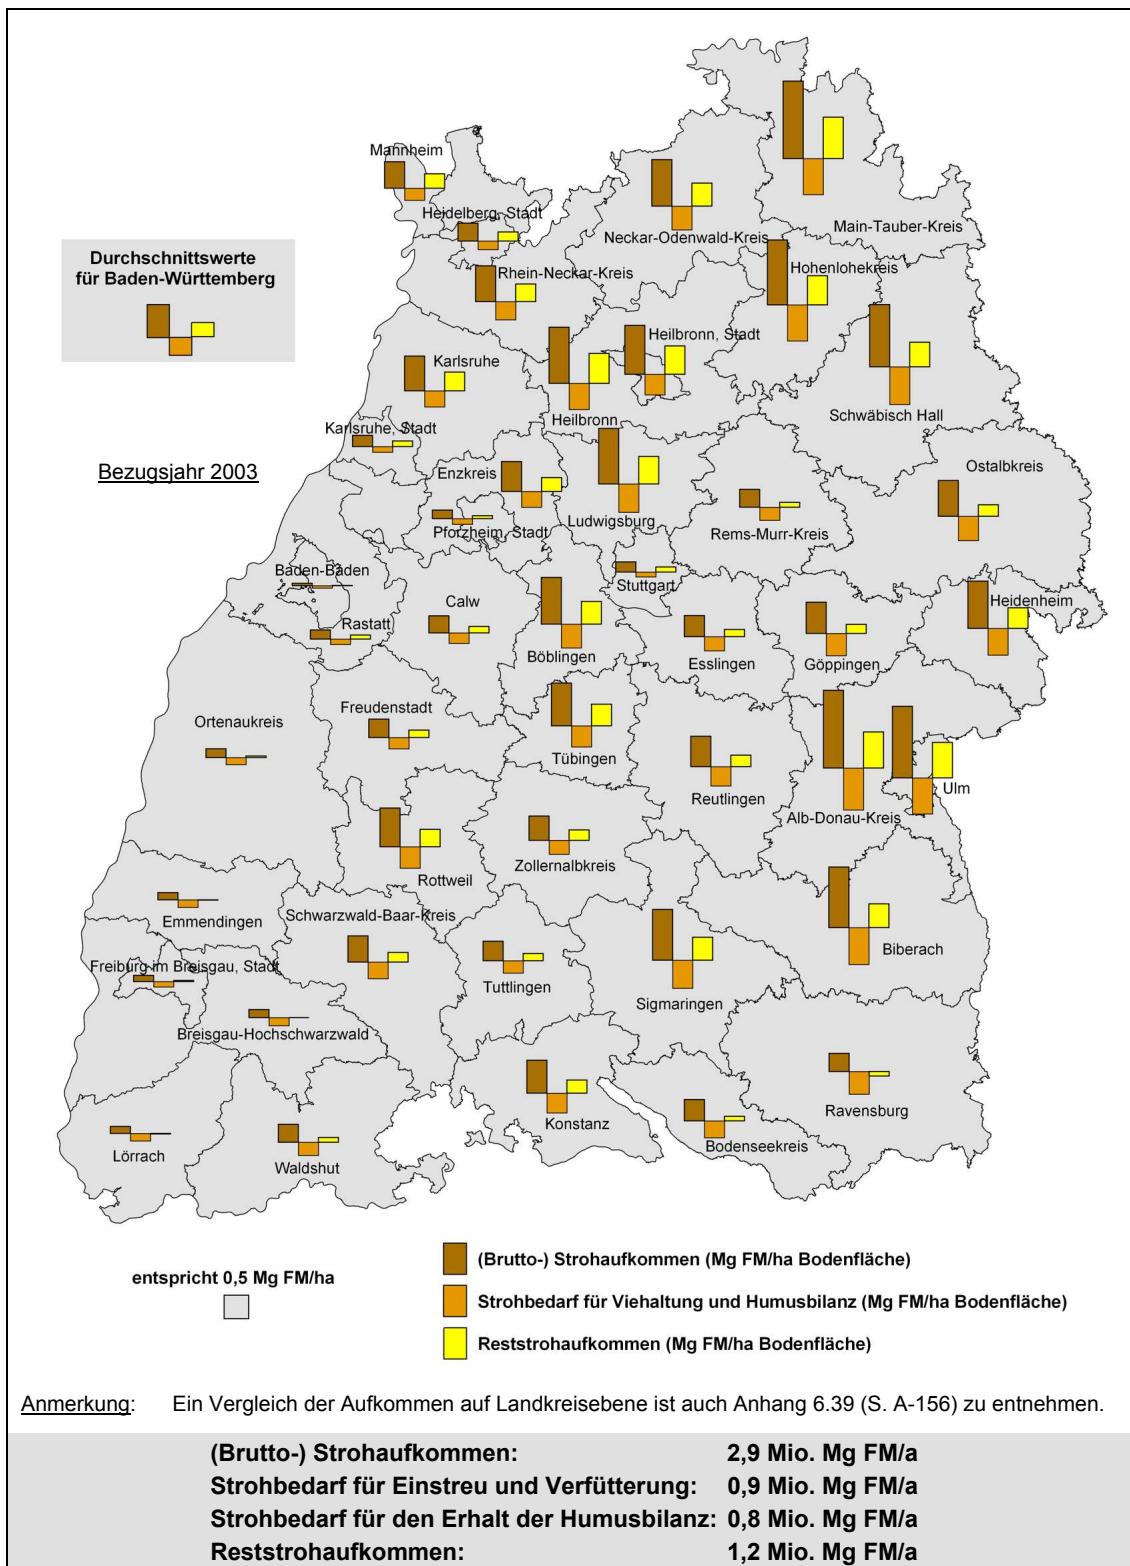 Mannheim
Heidelberg, Stadt
Neckar-Odenwald-Kreis
Main-Tauber-Kreis
Durchschnittswerte
für Baden-Württemberg
Rhein-Neckar-Kreis
Hohenlohekreis
Heilbronn, Stadt
Karlsruhe
Heilbronn
Schwäbisch Hall
Karlsruhe, Stadt
Bezugsjahr 2003
Enzkreis
Ostalbkreis
Pforzheim, Stadt
Ludwigsburg
Rems-Murr-Kreis
Baden-Baden
Stuttgart
Calw
Heidenheim
Rastatt
Böblingen
Esslingen
Göppingen
Ortenaukreis
Freudenstadt
Tübingen
Reutlingen
Ulm
Alb-Donau-Kreis
Rottweil
Zollernalbkreis
Emmendingen
Schwarzwald-Baar-Kreis
Biberach
Freiburg im Breisgau, Stadt
Tuttlingen
Sigmaringen
Breisgau-Hochschwarzwald
Konstanz
Ravensburg
Bodenseekreis
Lörrach
Waldshut
entspricht 0,5 Mg FM/ha
(Brutto-) Strohaufkommen (Mg FM/ha Bodenfläche)
Strohbedarf für Viehaltung und Humusbilanz (Mg FM/ha Bodenfläche)
Reststrohaufkommen (Mg FM/ha Bodenfläche)
Anmerkung: Ein Vergleich der Aufkommen auf Landkreisebene ist auch Anhang 6.39 (S. A-156) zu entnehmen.
(Brutto-) Strohaufkommen: 2,9 Mio. Mg FM/a
Strohbedarf für Einstreu und Verfütterung: 0,9 Mio. Mg FM/a
Strohbedarf für den Erhalt der Humusbilanz: 0,8 Mio. Mg FM/a
Reststrohaufkommen: 1,2 Mio. Mg FM/a